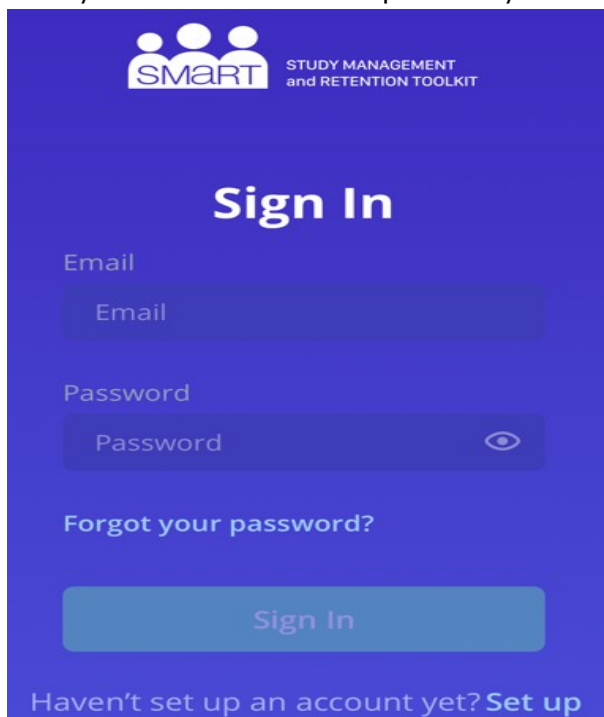 SMaRT
STUDY MANAGEMENT
and RETENTION TOOLKIT
Sign In
Email
Email
Password
Password
Forgot your password?
Sign In
Haven't set up an account yet? Set up